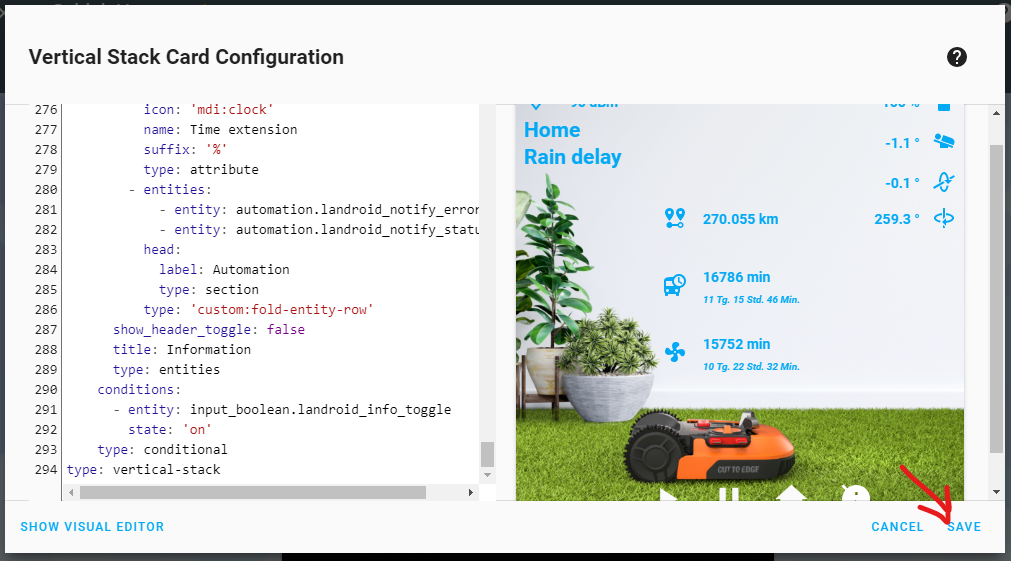 Vertical Stack Card Configuration
276 icon: 'mdi:clock'
277 name: Time extension
278 suffix: '%'
279 type: attribute
280 - entities:
281 - entity: automation.landroid_notify_error
282 - entity: automation.landroid_notify_statu
283 head:
284 label: Automation
285 type: section
286 type: 'custom:fold-entity-row'
287 show_header_toggle: false
288 title: Information
289 type: entities
290 conditions:
291 - entity: input_boolean.landroid_info_toggle
292 state: 'on'
293 type: conditional
294 type: vertical-stack
Home
Rain delay
-1.1 °
-0.1 °
270.055 km
259.3 °
16786 min
11 Tg. 15 Std. 46 Min.
15752 min
10 Tg. 22 Std. 32 Min.
CUT TO EDGE
SHOW VISUAL EDITOR
CANCEL
SAVE